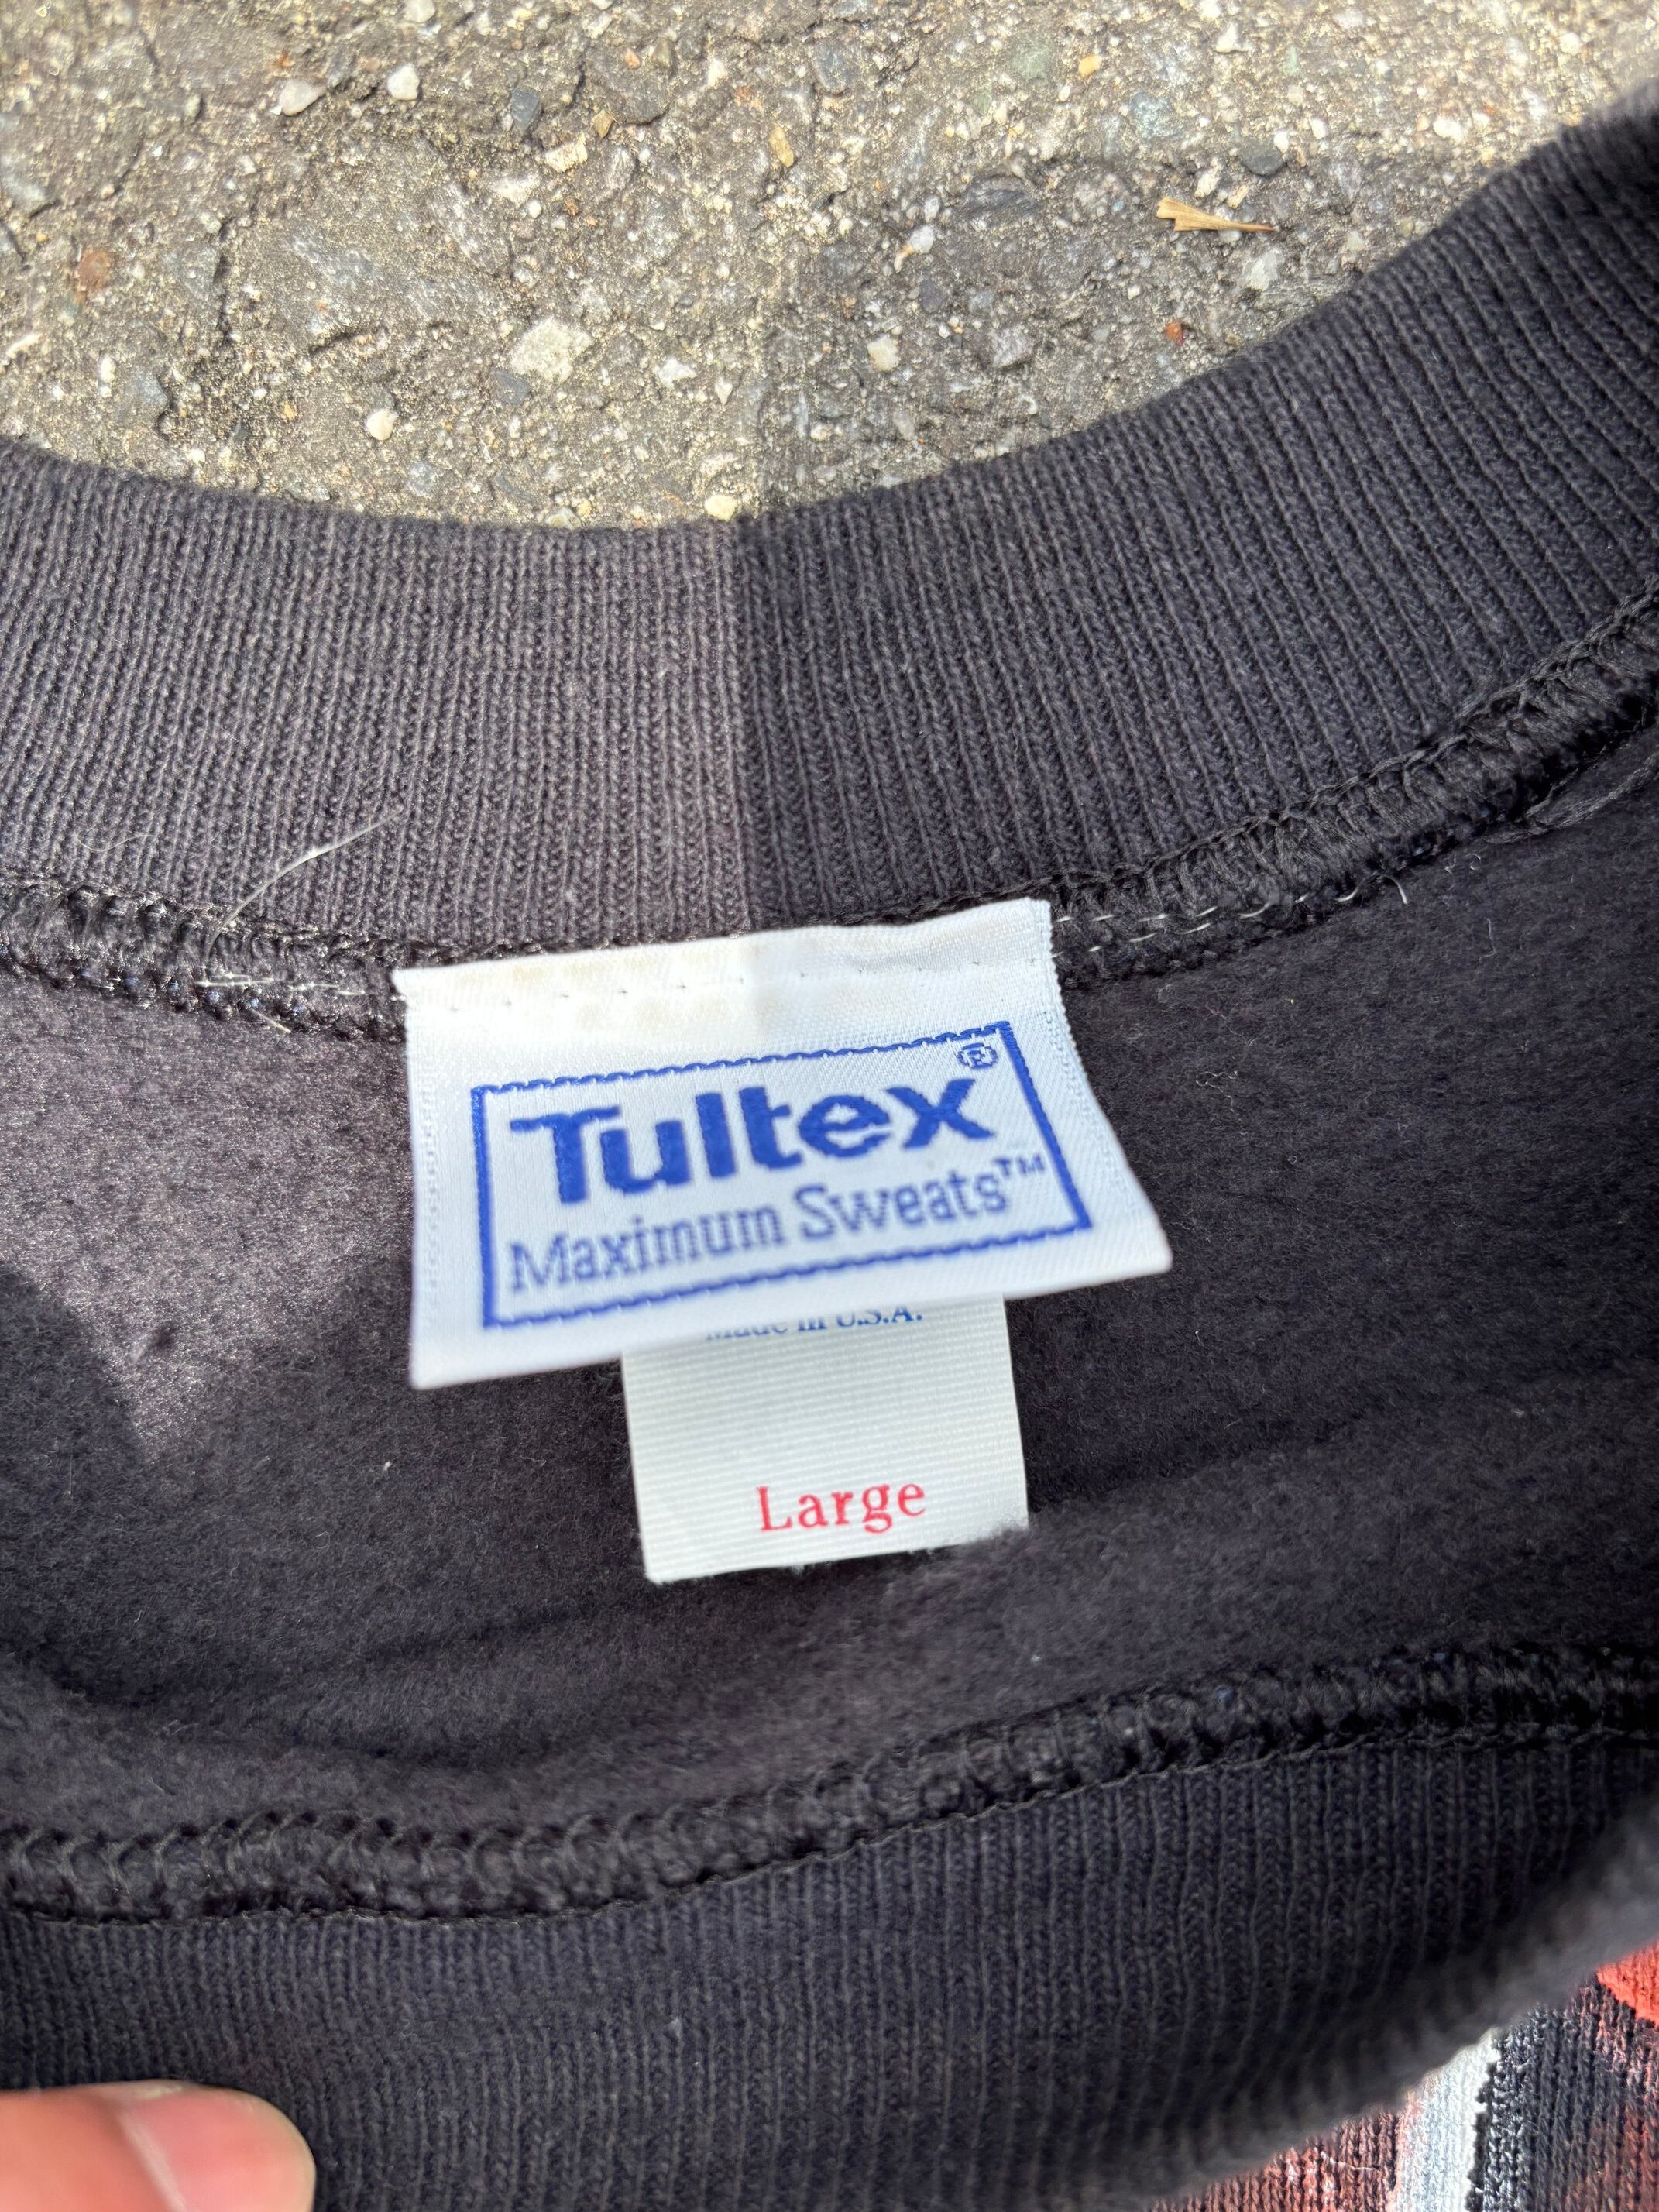 Tultex®
Maximum Sweats™
Made in U.S.A.
Large